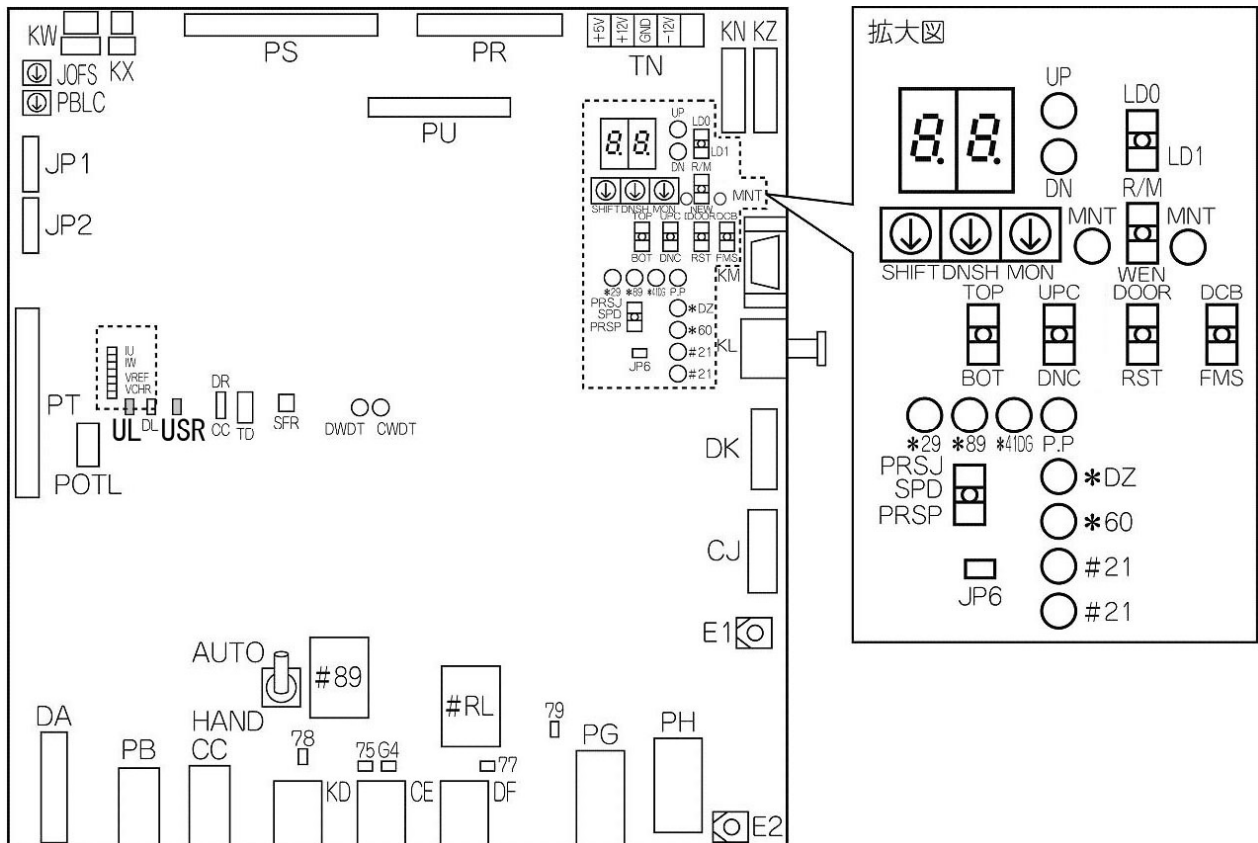 KW
KX
PS
PR
+5V
+12V
GND
-12V
TN
KN KZ
JOFS
PBLC
PU
JP1
JP2
UP
DN
LD0
LD1
R/M
8.8.
SHIFT DNSH MON
NEW
MNT
TOP UPC DOOR DCB
BOT DNC RST FMS
KM
*29 *89 *41DG P.P
PRSJ
SPD
PRSP
*DZ
*60
#21
#21
JP6
KL
PT
IU
IW
VREF
VCHR
UL DL USR
DR
CC TD SFR
DWDT CWDT
POTL
DK
CJ
E1
AUTO
HAND
#89
#RL
DA
PB
CC
78
KD
75 G4
CE
77
DF
79
PG
PH
E2
拡大図
8.8.
UP
DN
LD0
LD1
R/M
MNT
MNT
SHIFT DNSH MON
WEN
TOP UPC DOOR DCB
BOT DNC RST FMS
*29 *89 *41DG P.P
PRSJ
SPD
PRSP
*DZ
*60
#21
#21
JP6